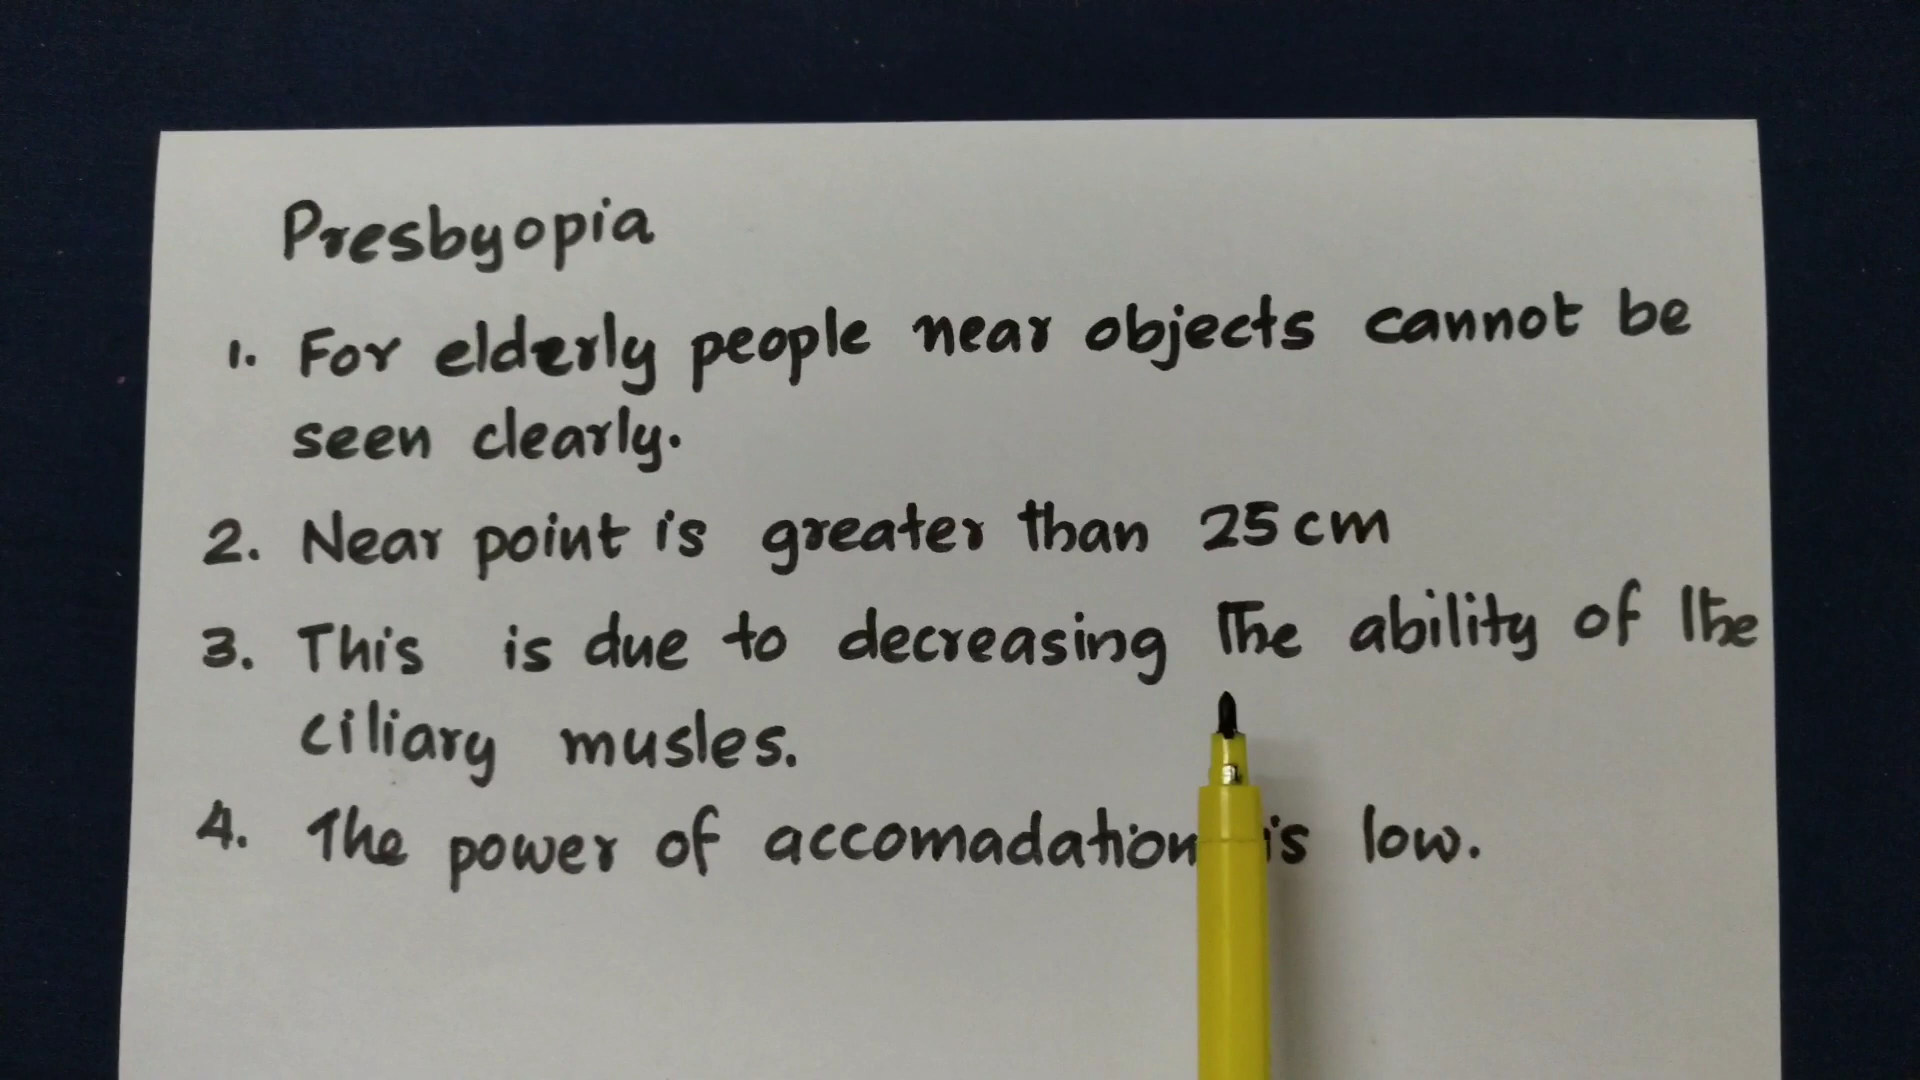 Presbyopia
1. For elderly people near objects cannot be
seen clearly.
2. Near point is greater than 25 cm
3. This is due to decreasing The ability of the
ciliary musles.
4. The power of accomadation is low.